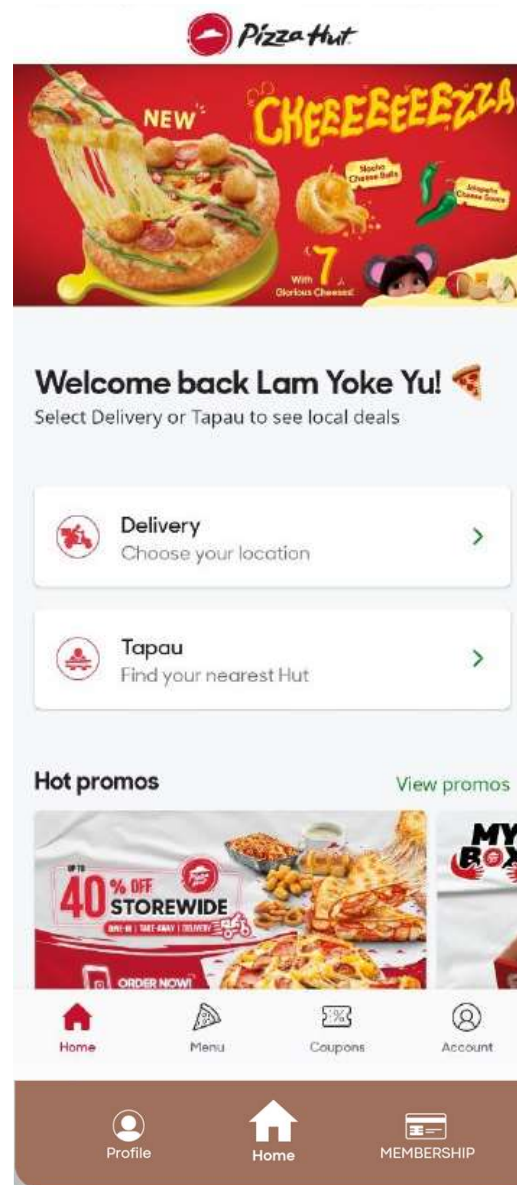 Pizza Hut
NEW
CHEEEEEEEZZA
Nacho
Cheese Balls
Jalapeño
Cheese Sauce
With 7
Glorious Cheeses!
Welcome back Lam Yoke Yu!
Select Delivery or Tapau to see local deals
Delivery
Choose your location
Tapau
Find your nearest Hut
Hot promos
View promos
UP TO
40% OFF
STOREWIDE
DINE-IN | TAKE-AWAY | DELIVERY
ORDER NOW!
MY
BOX
Home
Menu
Coupons
Account
Profile
Home
MEMBERSHIP